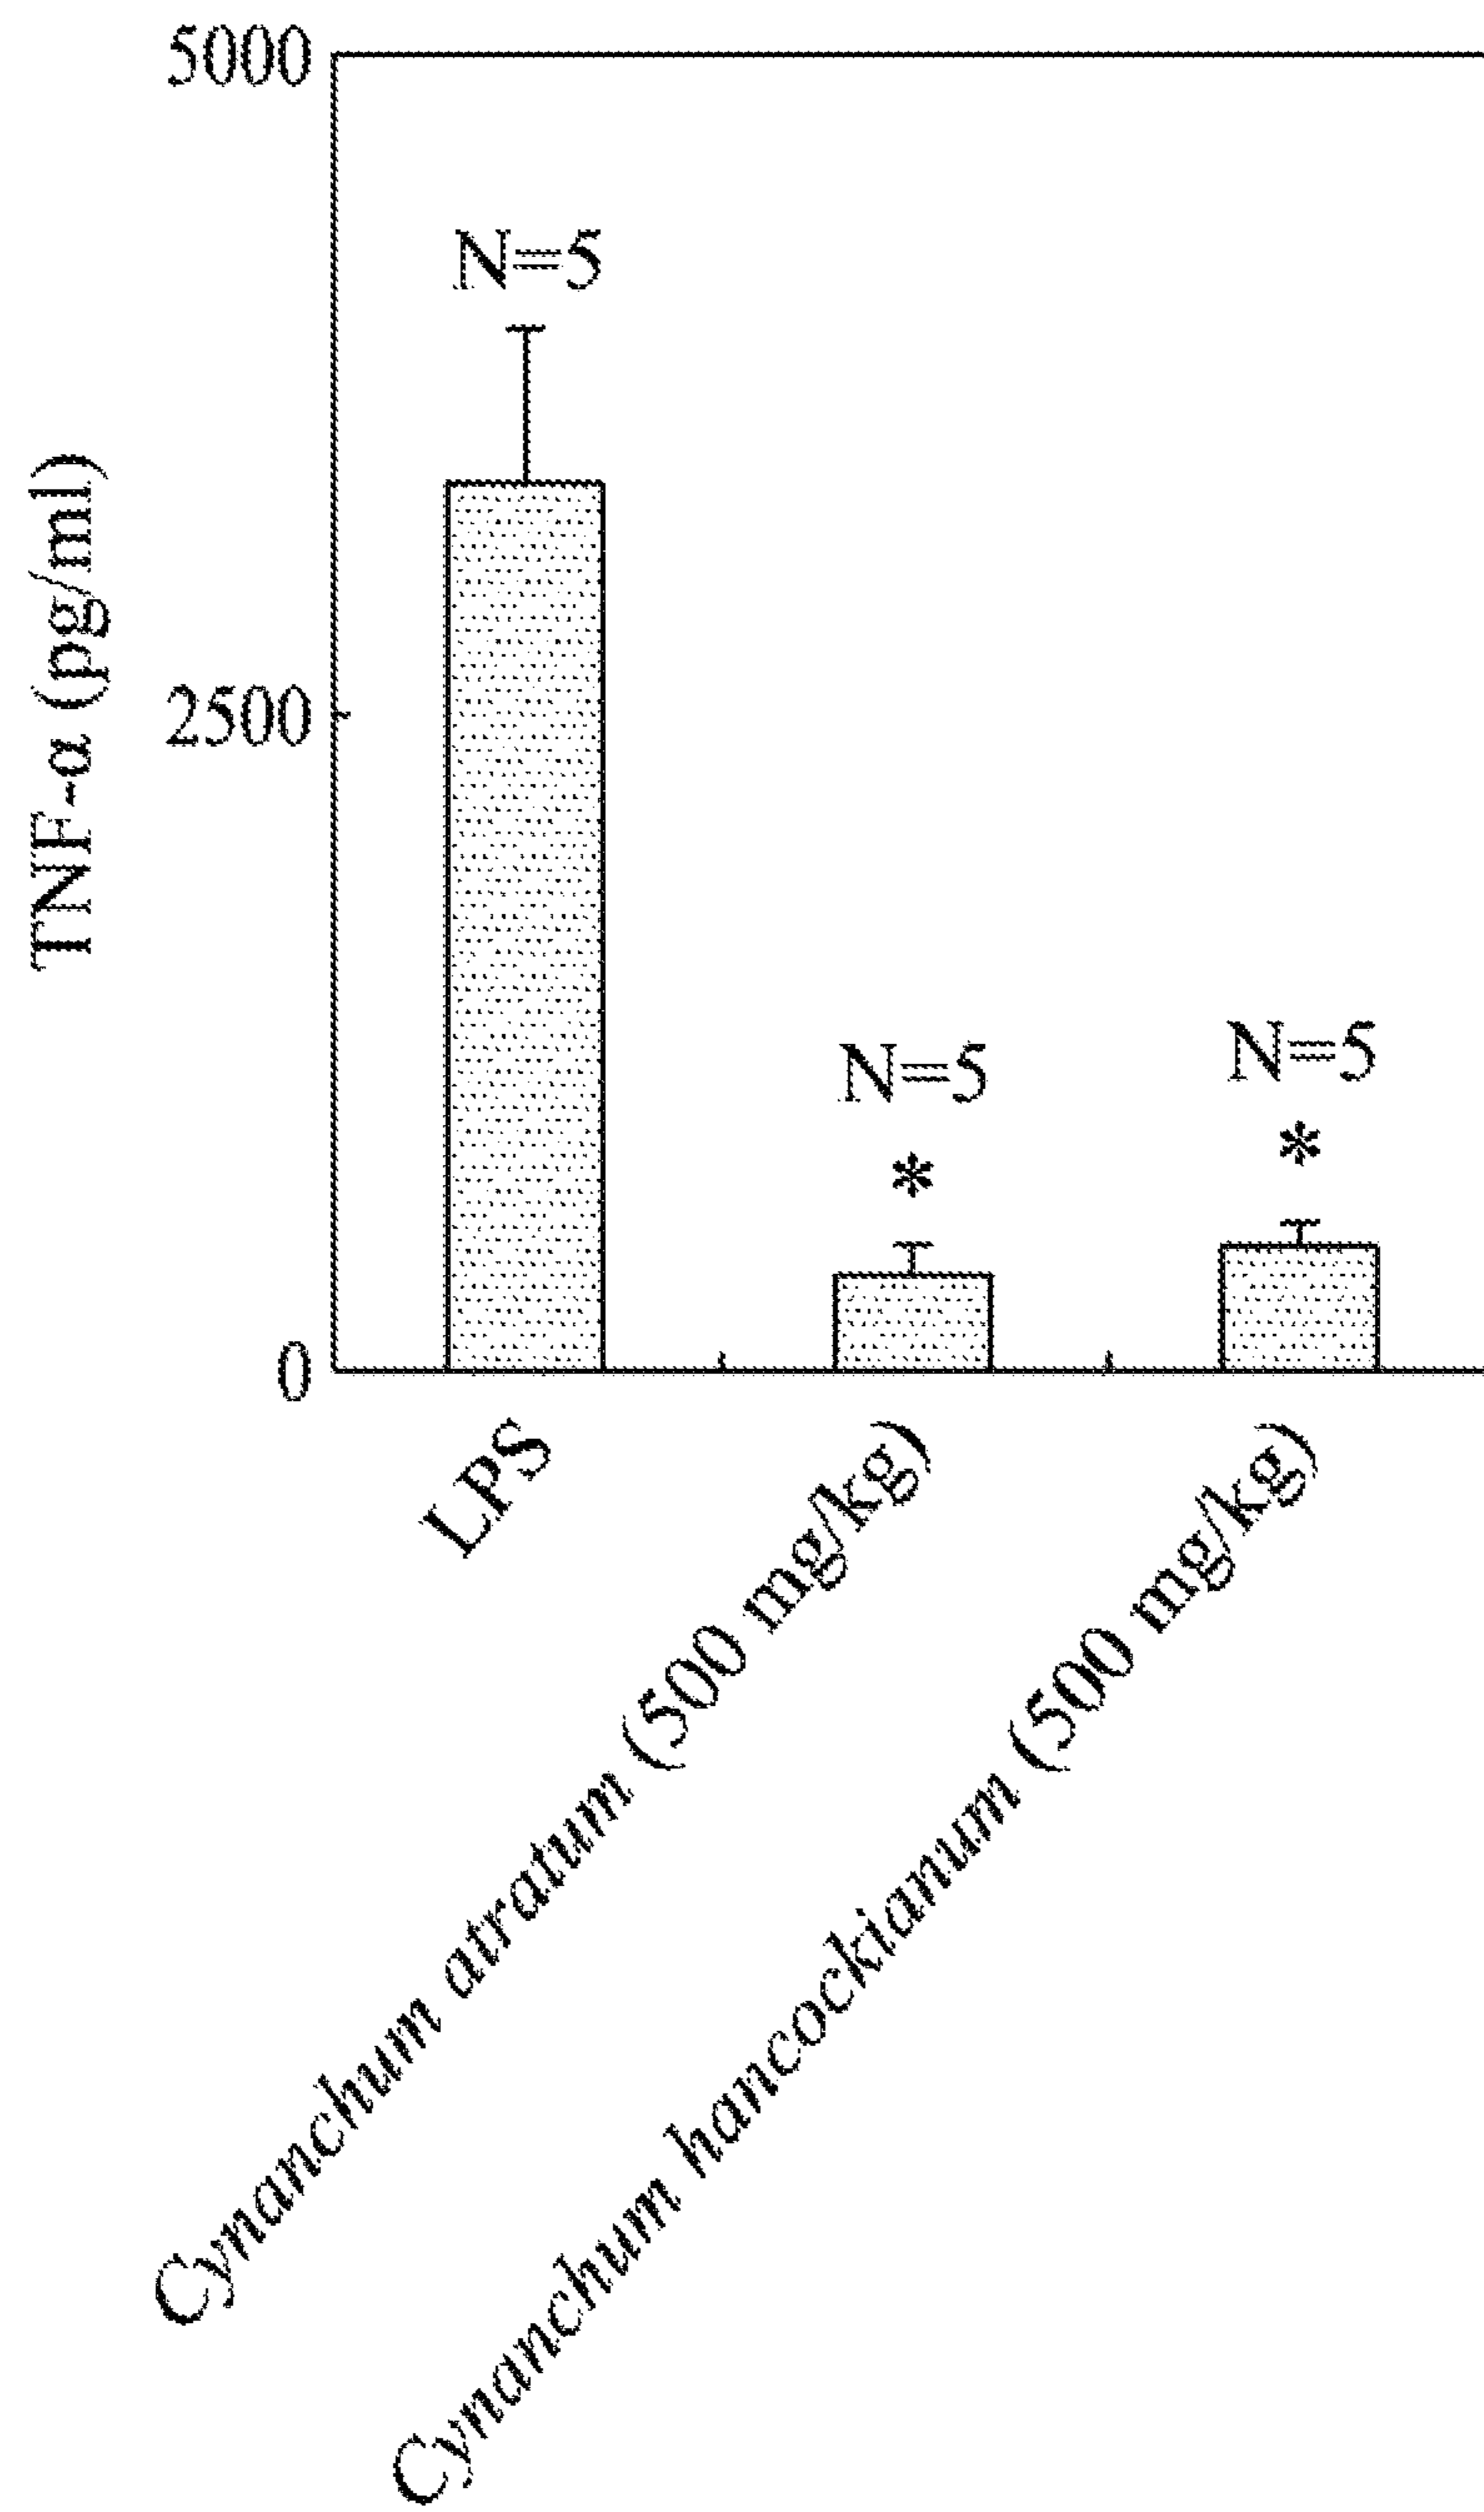 5000
N=5
TNF-α (pg/ml)
2500
N=5
N=5
*
*
0
LPS
Cynanchum atratum (500 mg/kg)
Cynanchum hancockianum (500 mg/kg)